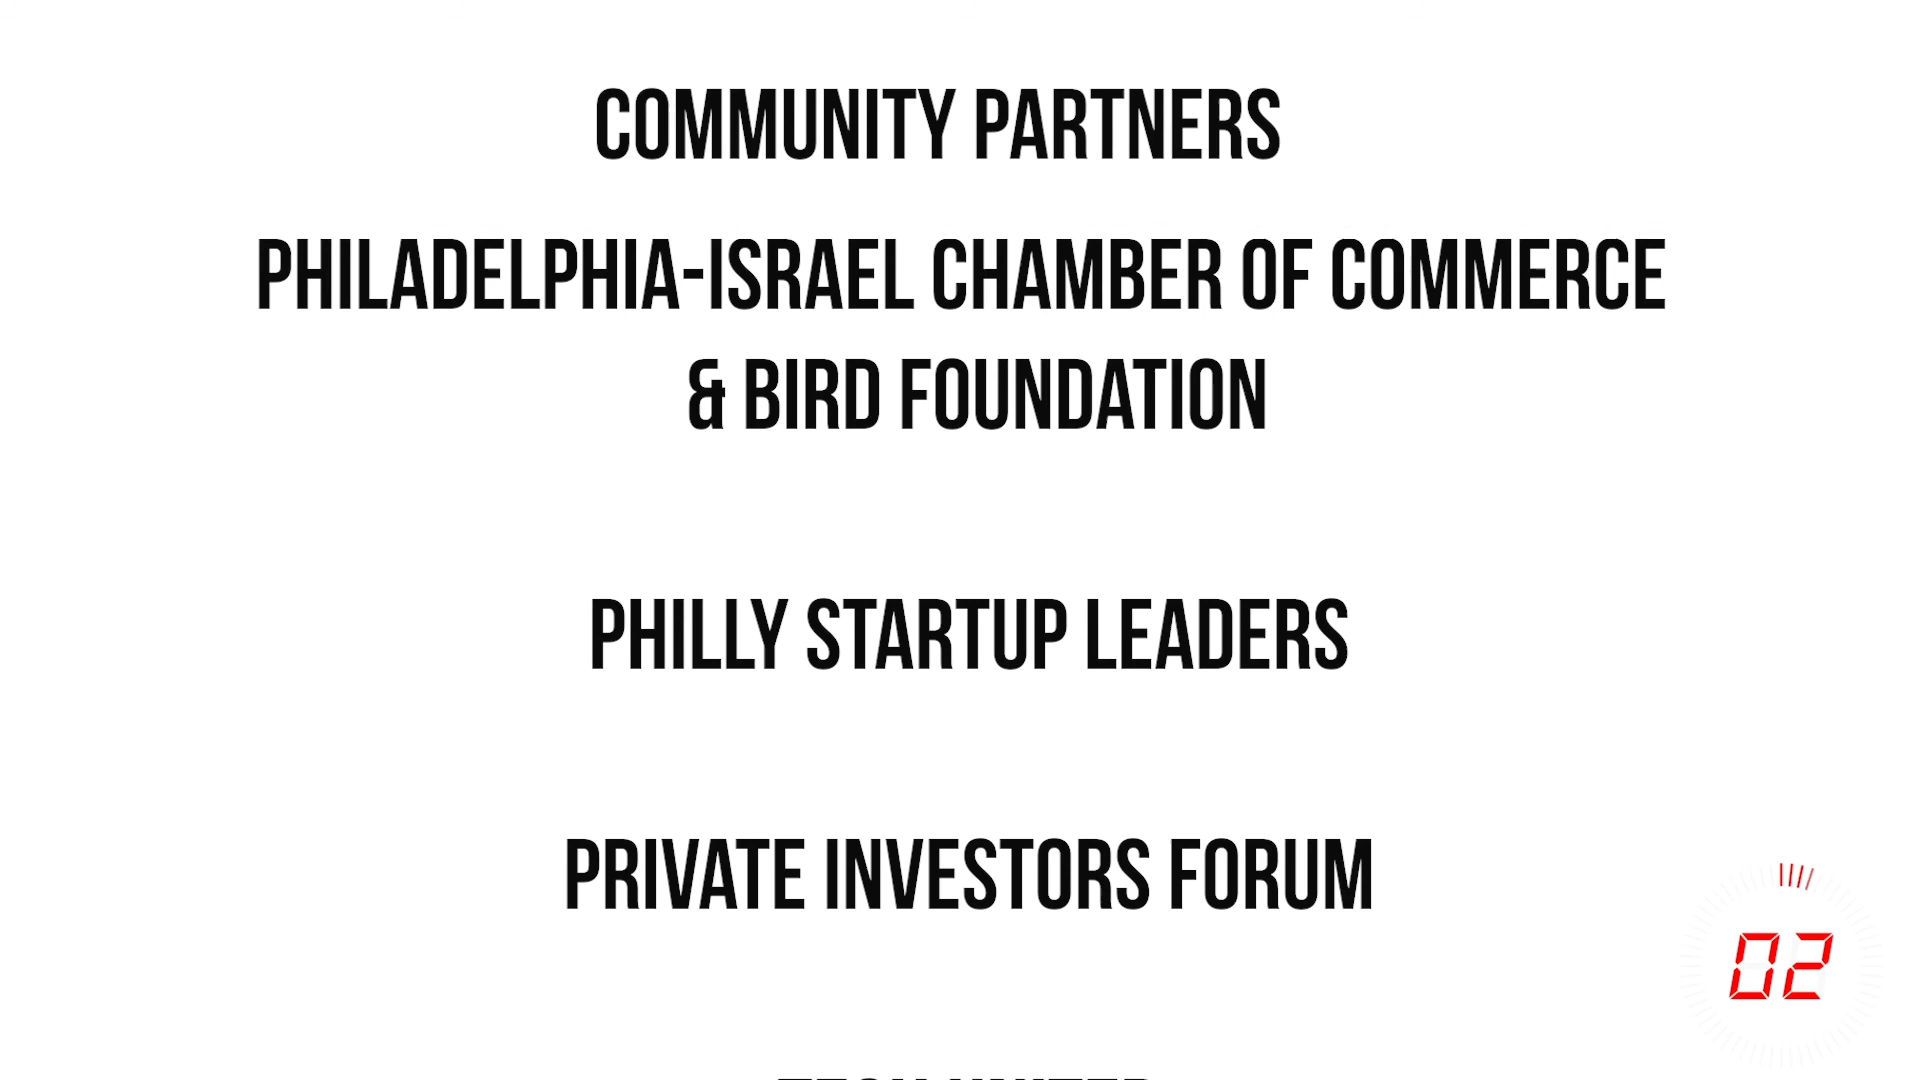 COMMUNITY PARTNERS
PHILADELPHIA-ISRAEL CHAMBER OF COMMERCE
& BIRD FOUNDATION
PHILLY STARTUP LEADERS
PRIVATE INVESTORS FORUM
02